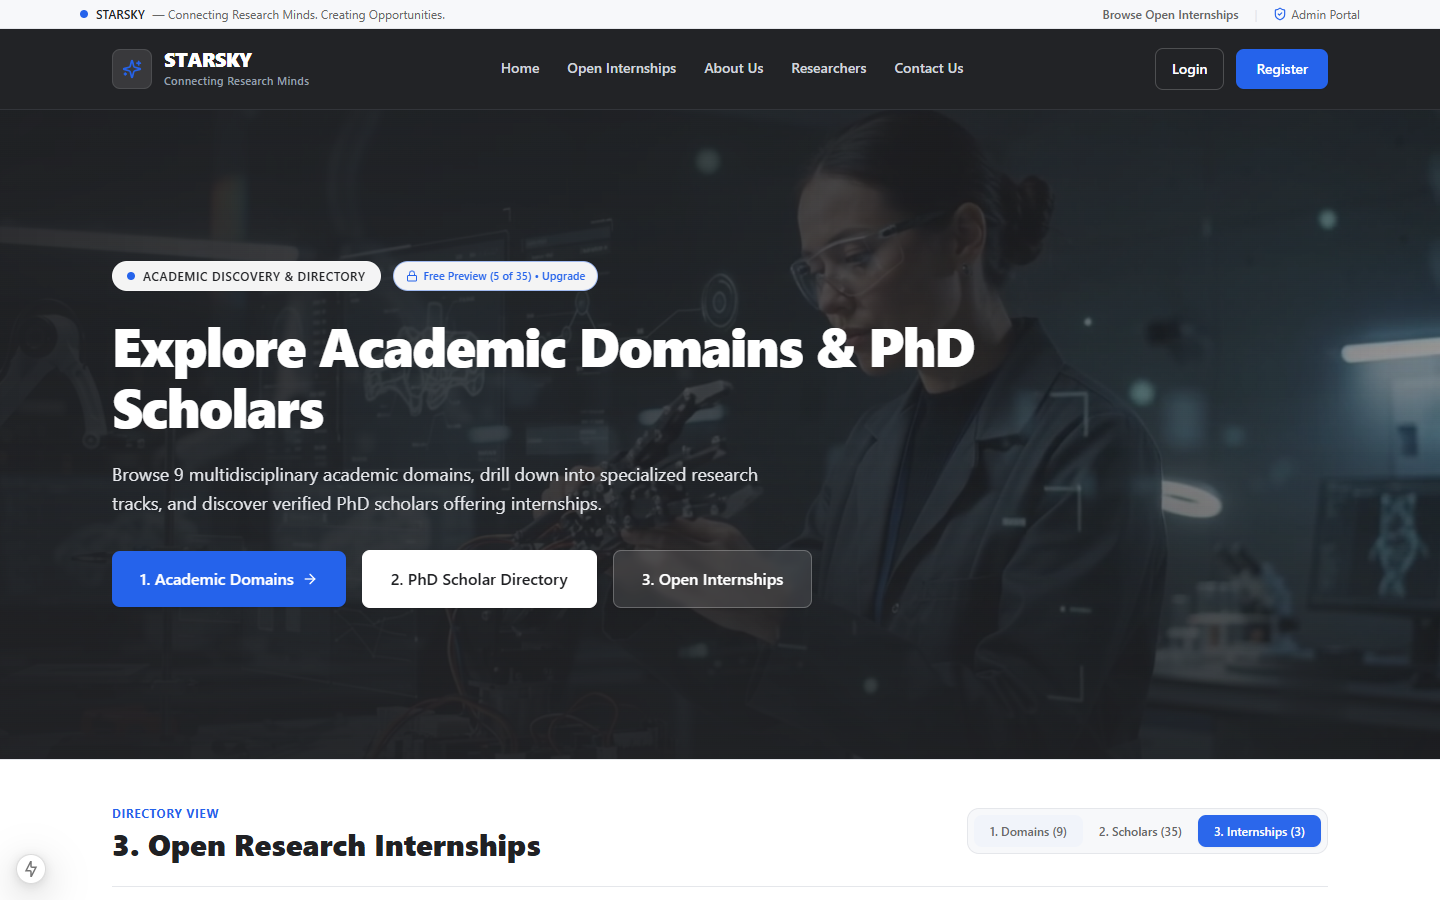 STARSKY — Connecting Research Minds. Creating Opportunities.
Browse Open Internships | Admin Portal
STARSKY
Connecting Research Minds
Home
Open Internships
About Us
Researchers
Contact Us
Login
Register
ACADEMIC DISCOVERY & DIRECTORY
Free Preview (5 of 35) • Upgrade
Explore Academic Domains & PhD
Scholars
Browse 9 multidisciplinary academic domains, drill down into specialized research
tracks, and discover verified PhD scholars offering internships.
1. Academic Domains →
2. PhD Scholar Directory
3. Open Internships
DIRECTORY VIEW
3. Open Research Internships
1. Domains (9)
2. Scholars (35)
3. Internships (3)